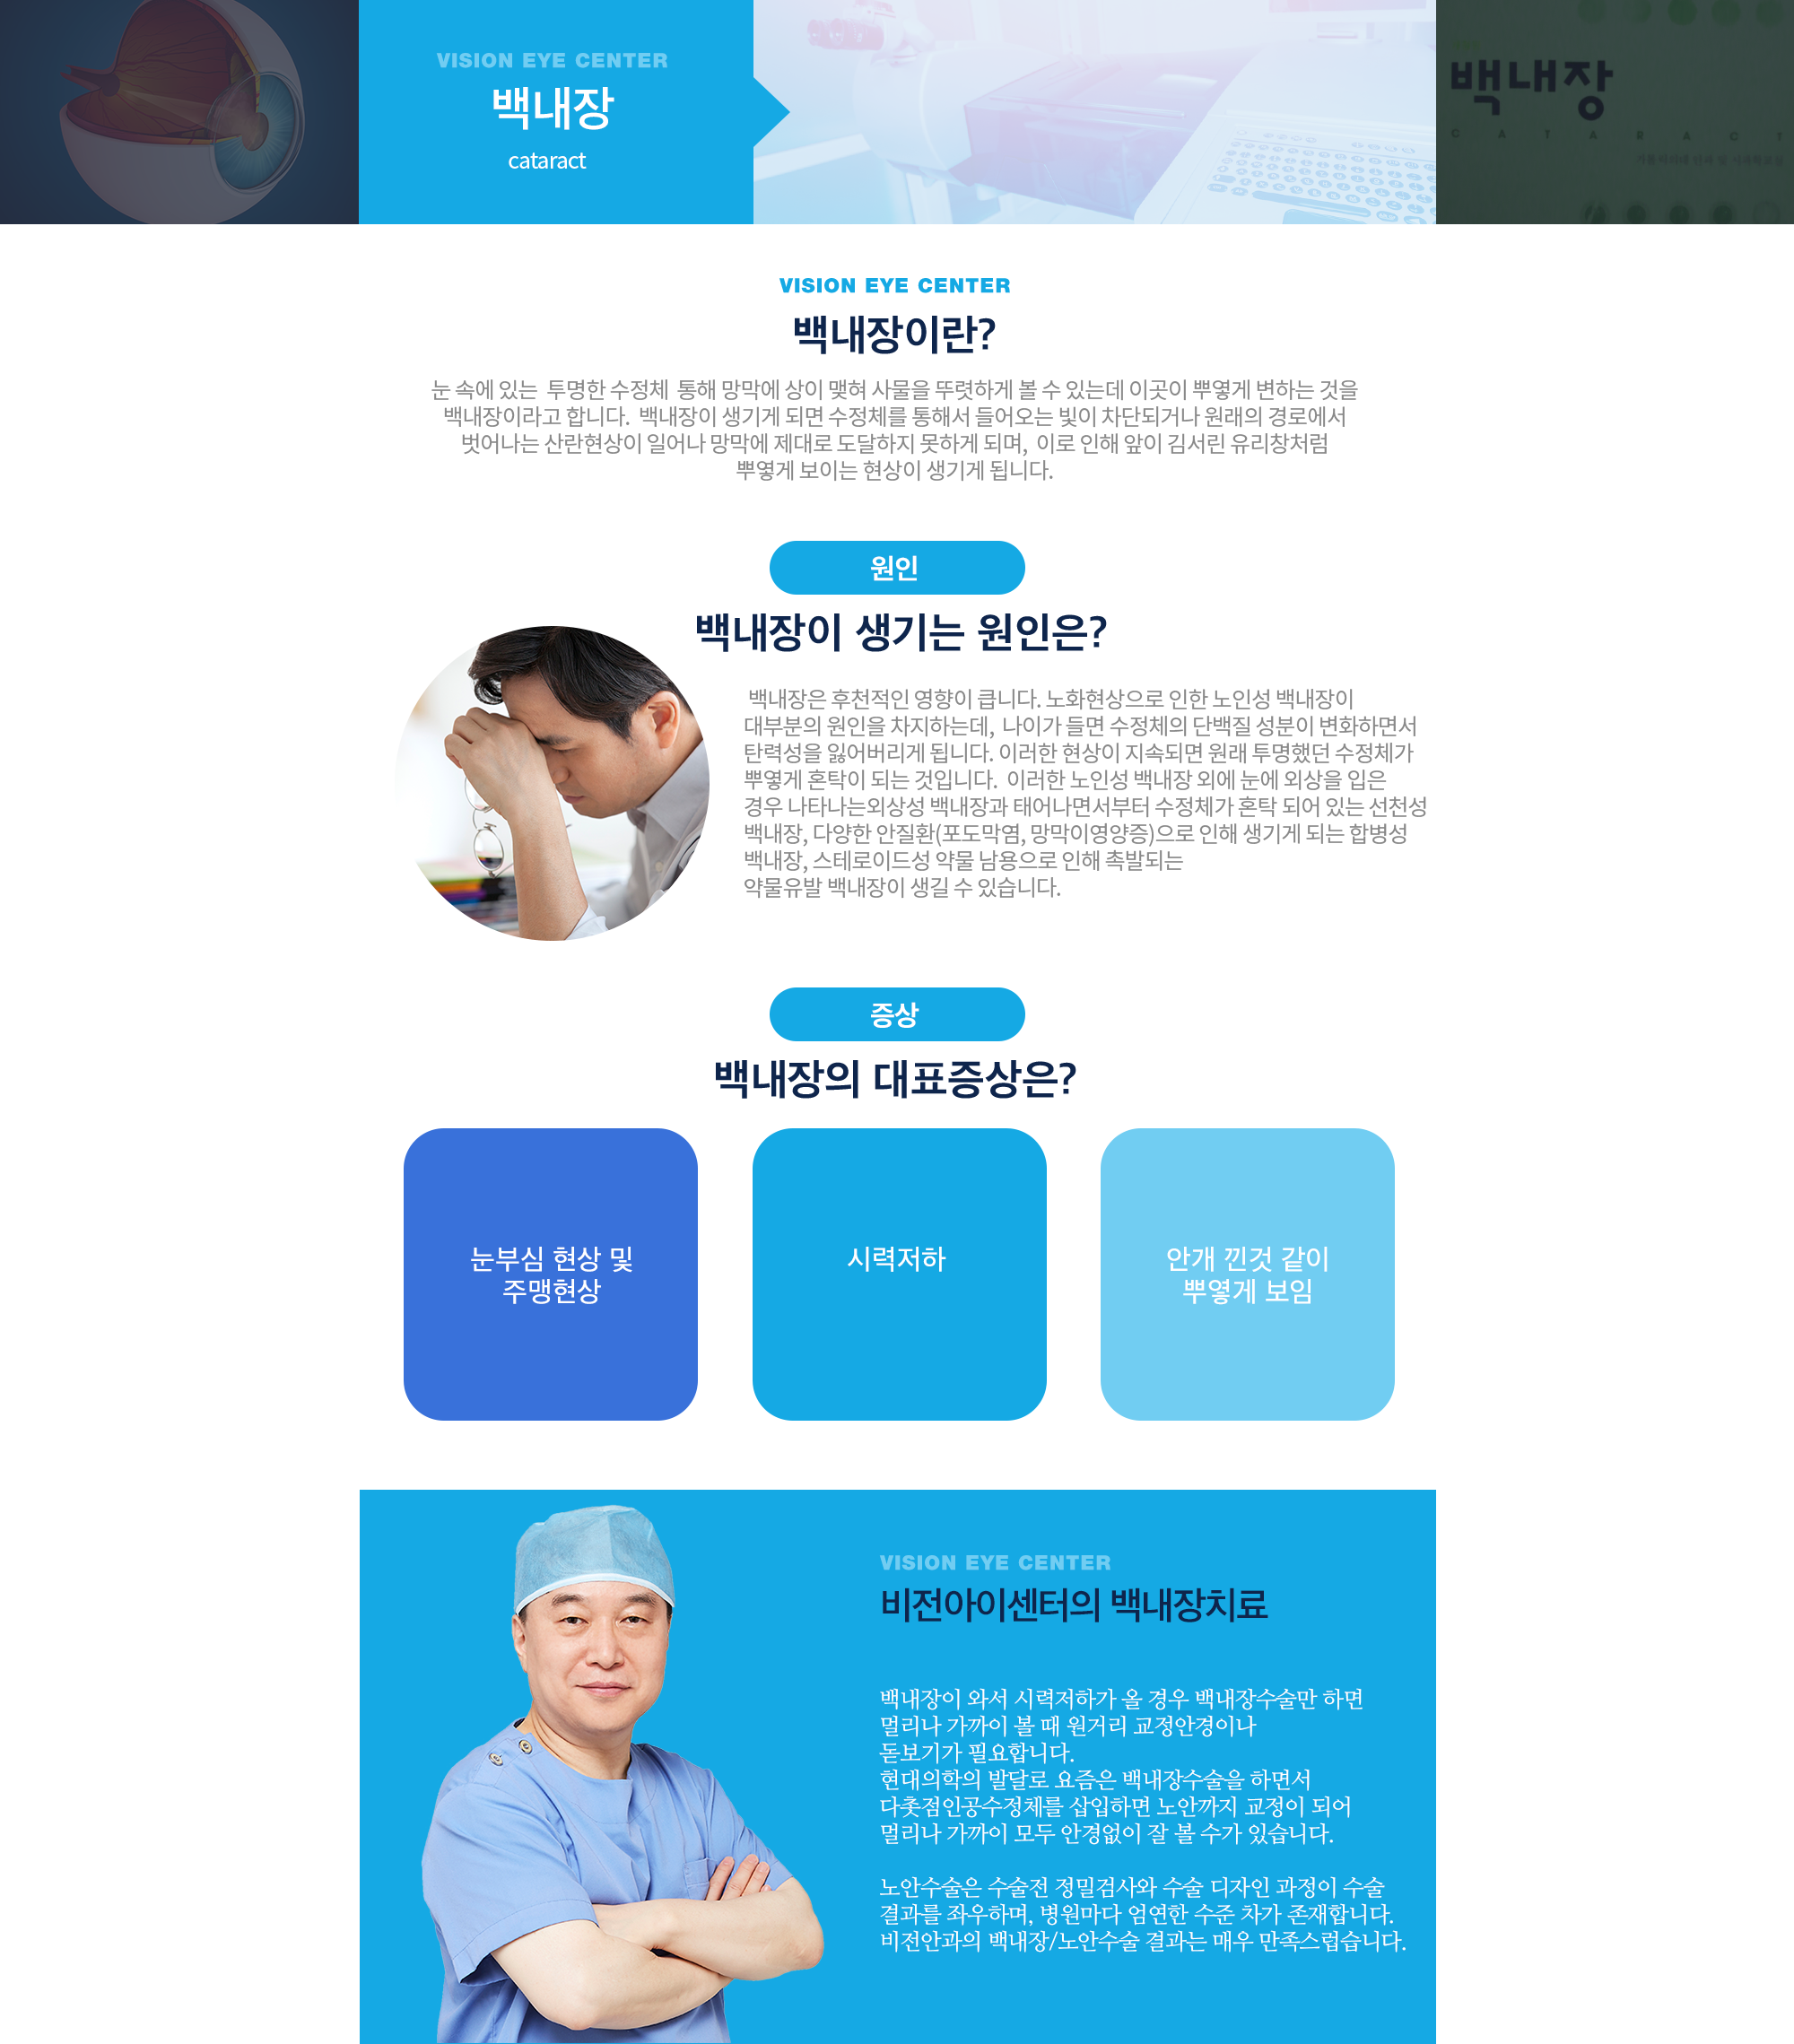 VISION EYE CENTER
백내장
cataract
백내장
CATARACT
VISION EYE CENTER
백내장이란?
눈 속에 있는 투명한 수정체 통해 망막에 상이 맺혀 사물을 뚜렷하게 볼 수 있는데 이곳이 뿌옇게 변하는 것을
백내장이라고 합니다. 백내장이 생기게 되면 수정체를 통해서 들어오는 빛이 차단되거나 원래의 경로에서
벗어나는 산란현상이 일어나 망막에 제대로 도달하지 못하게 되며, 이로 인해 앞이 김서린 유리창처럼
뿌옇게 보이는 현상이 생기게 됩니다.
원인
백내장이 생기는 원인은?
백내장은 후천적인 영향이 큽니다. 노화현상으로 인한 노인성 백내장이
대부분의 원인을 차지하는데, 나이가 들면 수정체의 단백질 성분이 변화하면서
탄력성을 잃어버리게 됩니다. 이러한 현상이 지속되면 원래 투명했던 수정체가
뿌옇게 혼탁이 되는 것입니다. 이러한 노인성 백내장 외에 눈에 외상을 입은
경우 나타나는외상성 백내장과 태어나면서부터 수정체가 혼탁 되어 있는 선천성
백내장, 다양한 안질환(포도막염, 망막이영양증)으로 인해 생기게 되는 합병성
백내장, 스테로이드성 약물 남용으로 인해 촉발되는
약물유발 백내장이 생길 수 있습니다.
증상
백내장의 대표증상은?
눈부심 현상 및
주맹현상
시력저하
안개 낀것 같이
뿌옇게 보임
VISION EYE CENTER
비전아이센터의 백내장치료
백내장이 와서 시력저하가 올 경우 백내장수술만 하면
멀리나 가까이 볼 때 원거리 교정안경이나
돋보기가 필요합니다.
현대의학의 발달로 요즘은 백내장수술을 하면서
다촛점인공수정체를 삽입하면 노안까지 교정이 되어
멀리나 가까이 모두 안경없이 잘 볼 수가 있습니다.
노안수술은 수술전 정밀검사와 수술 디자인 과정이 수술
결과를 좌우하며, 병원마다 엄연한 수준 차가 존재합니다.
비전안과의 백내장/노안수술 결과는 매우 만족스럽습니다.